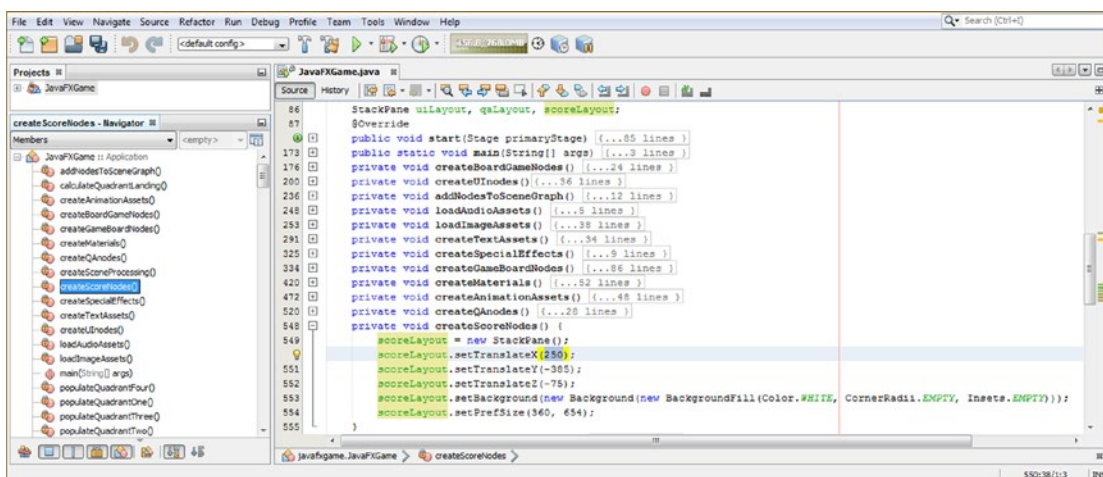 File Edit View Navigate Source Refactor Run Debug Profile Team Tools Window Help
Search (Ctrl+I)
<default config>
Projects
JavaFXGame
createScoreNodes - Navigator
Members
<empty>
JavaFXGame :: Application
addNodesToSceneGraph()
calculateQuadrantLanding()
createAnimationAssets()
createBoardGameNodes()
createGameBoardNodes()
createMaterials()
createQAnodes()
createSceneProcessing()
createScoreNodes()
createSpecialEffects()
createTextAssets()
createUInodes()
loadAudioAssets()
loadImageAssets()
main(String[] args)
populateQuadrantFour()
populateQuadrantOne()
populateQuadrantThree()
populateQuadrantTwo()
JavaFXGame.java
Source History
86 StackPane uiLayout, qaLayout, scoreLayout;
87 @Override
public void start(Stage primaryStage) {...85 lines }
173 public static void main(String[] args) {...3 lines }
176 private void createBoardGameNodes() {...24 lines }
200 private void createUInodes() {...36 lines }
236 private void addNodesToSceneGraph() {...12 lines }
248 private void loadAudioAssets() {...5 lines }
253 private void loadImageAssets() {...38 lines }
291 private void createTextAssets() {...34 lines }
325 private void createSpecialEffects() {...9 lines }
334 private void createGameBoardNodes() {...86 lines }
420 private void createMaterials() {...52 lines }
472 private void createAnimationAssets() {...48 lines }
520 private void createQAnodes() {...28 lines }
548 private void createScoreNodes() {
549 scoreLayout = new StackPane();
scoreLayout.setTranslateX(250);
551 scoreLayout.setTranslateY(-385);
552 scoreLayout.setTranslateZ(-75);
553 scoreLayout.setBackground(new Background(new BackgroundFill(Color.WHITE, CornerRadii.EMPTY, Insets.EMPTY)));
554 scoreLayout.setPrefSize(360, 654);
555 }
javafxgame.JavaFXGame createScoreNodes
550:38/1:3 INS